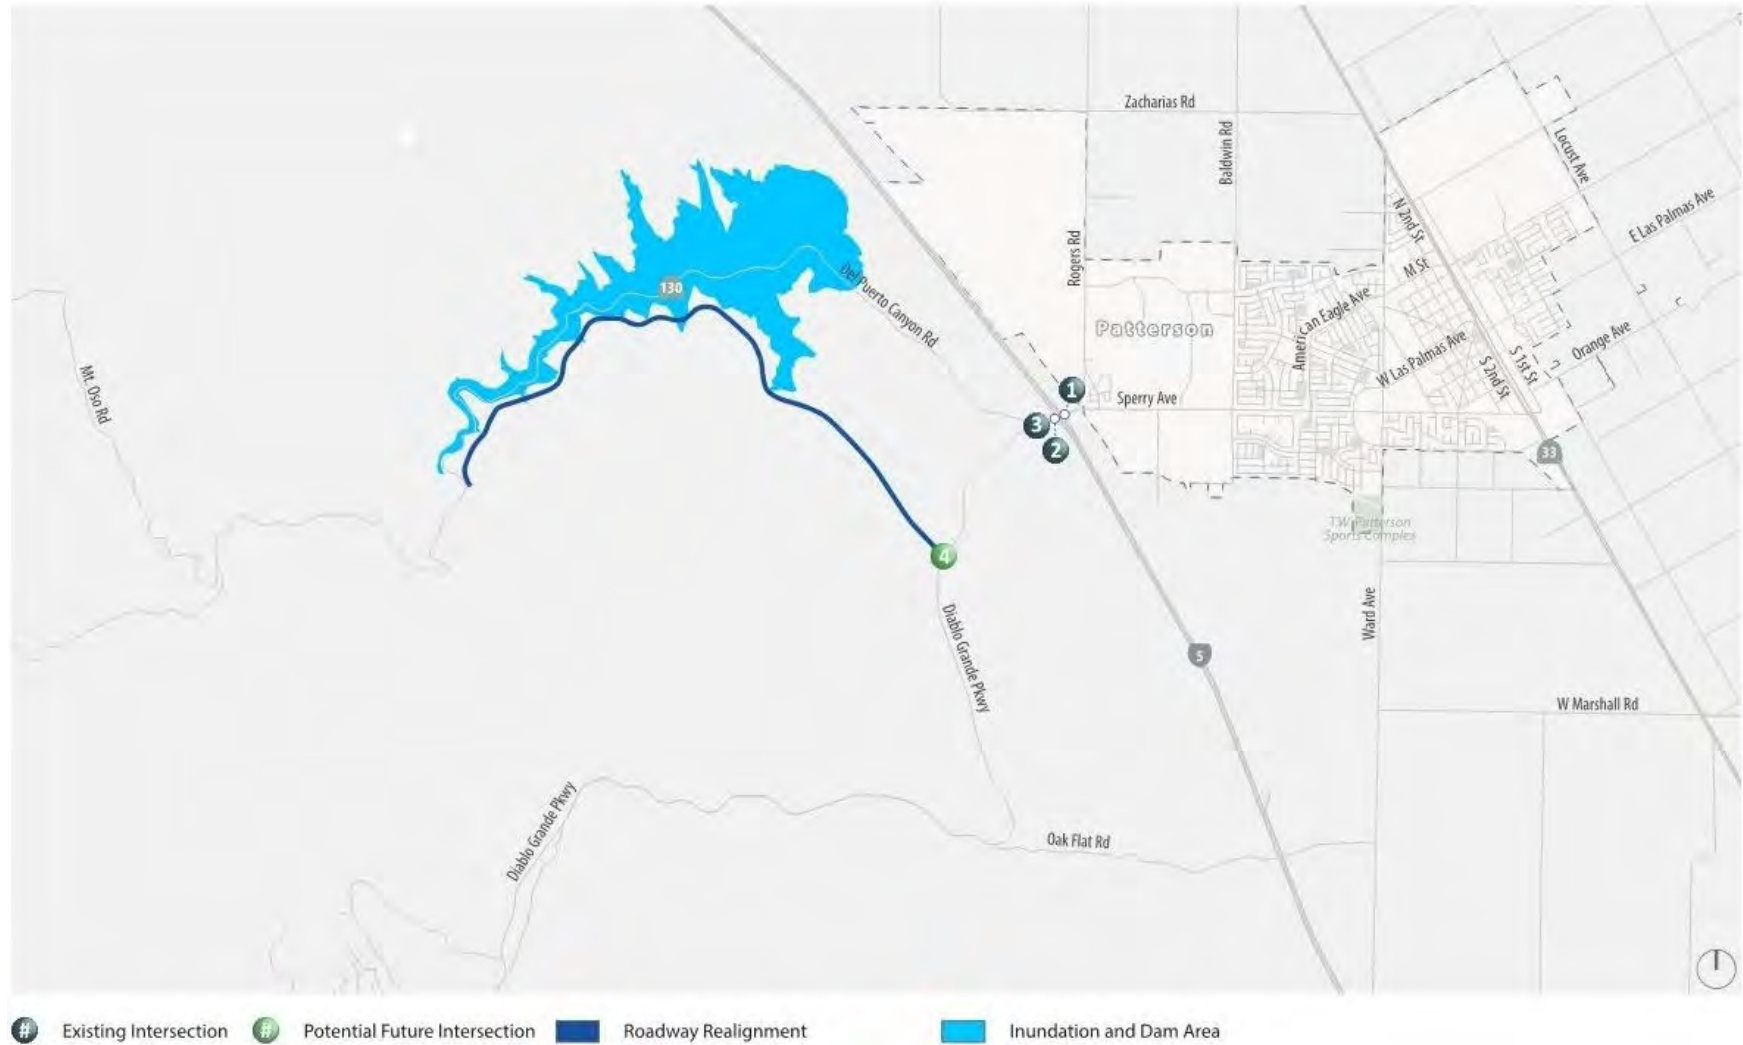 Zacharias Rd
Baldwin Rd
Locust Ave
N 2nd St
E Las Palmas Ave
Rogers Rd
M St
Del Puerto Canyon Rd
130
Patterson
American Eagle Ave
W Las Palmas Ave
S 2nd St
S 1st St
Orange Ave
Mt. Oso Rd
1
Sperry Ave
3
2
33
T.W. Patterson
Sports Complex
4
Diablo Grande Pkwy
Ward Ave
5
W Marshall Rd
Diablo Grande Pkwy
Oak Flat Rd
# Existing Intersection
# Potential Future Intersection
Roadway Realignment
Inundation and Dam Area